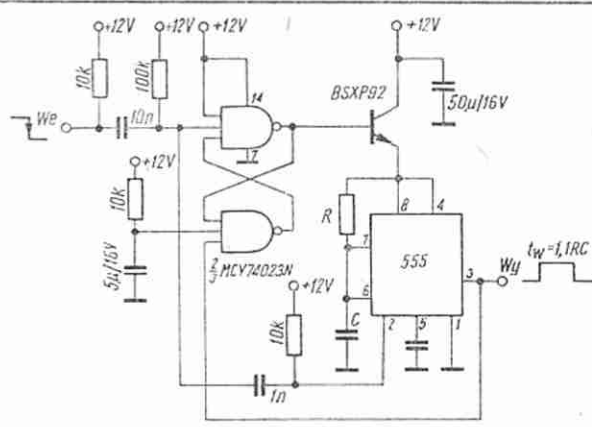 +12V
+12V
+12V
+12V
10k
100k
14
BSXP92
50μ/16V
We
10n
7
+12V
10k
R
8
4
7
555
tw=1,1RC
5μ/16V
2/3 MCY74023N
3
Wy
+12V
6
10k
C
2
5
1
1n